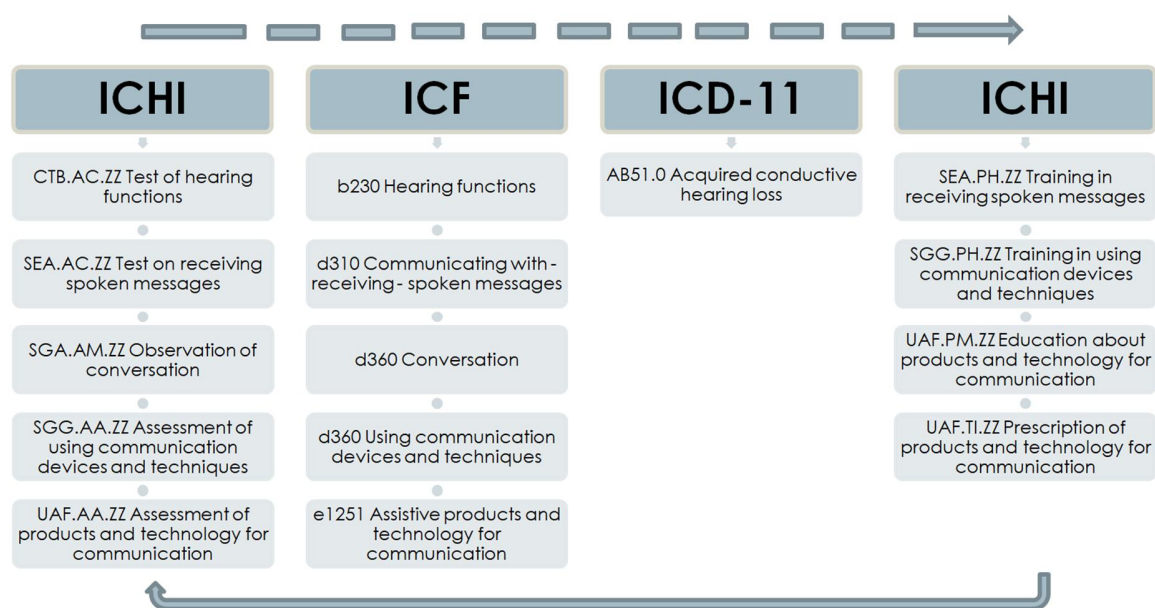 ICHI
CTB.AC.ZZ Test of hearing
functions
SEA.AC.ZZ Test on receiving
spoken messages
SGA.AM.ZZ Observation of
conversation
SGG.AA.ZZ Assessment of
using communication
devices and techniques
UAF.AA.ZZ Assessment of
products and technology for
communication
ICF
b230 Hearing functions
d310 Communicating with -
receiving - spoken messages
d360 Conversation
d360 Using communication
devices and techniques
e1251 Assistive products and
technology for
communication
ICD-11
AB51.0 Acquired conductive
hearing loss
ICHI
SEA.PH.ZZ Training in
receiving spoken messages
SGG.PH.ZZ Training in using
communication devices
and techniques
UAF.PM.ZZ Education about
products and technology for
communication
UAF.TI.ZZ Prescription of
products and technology for
communication